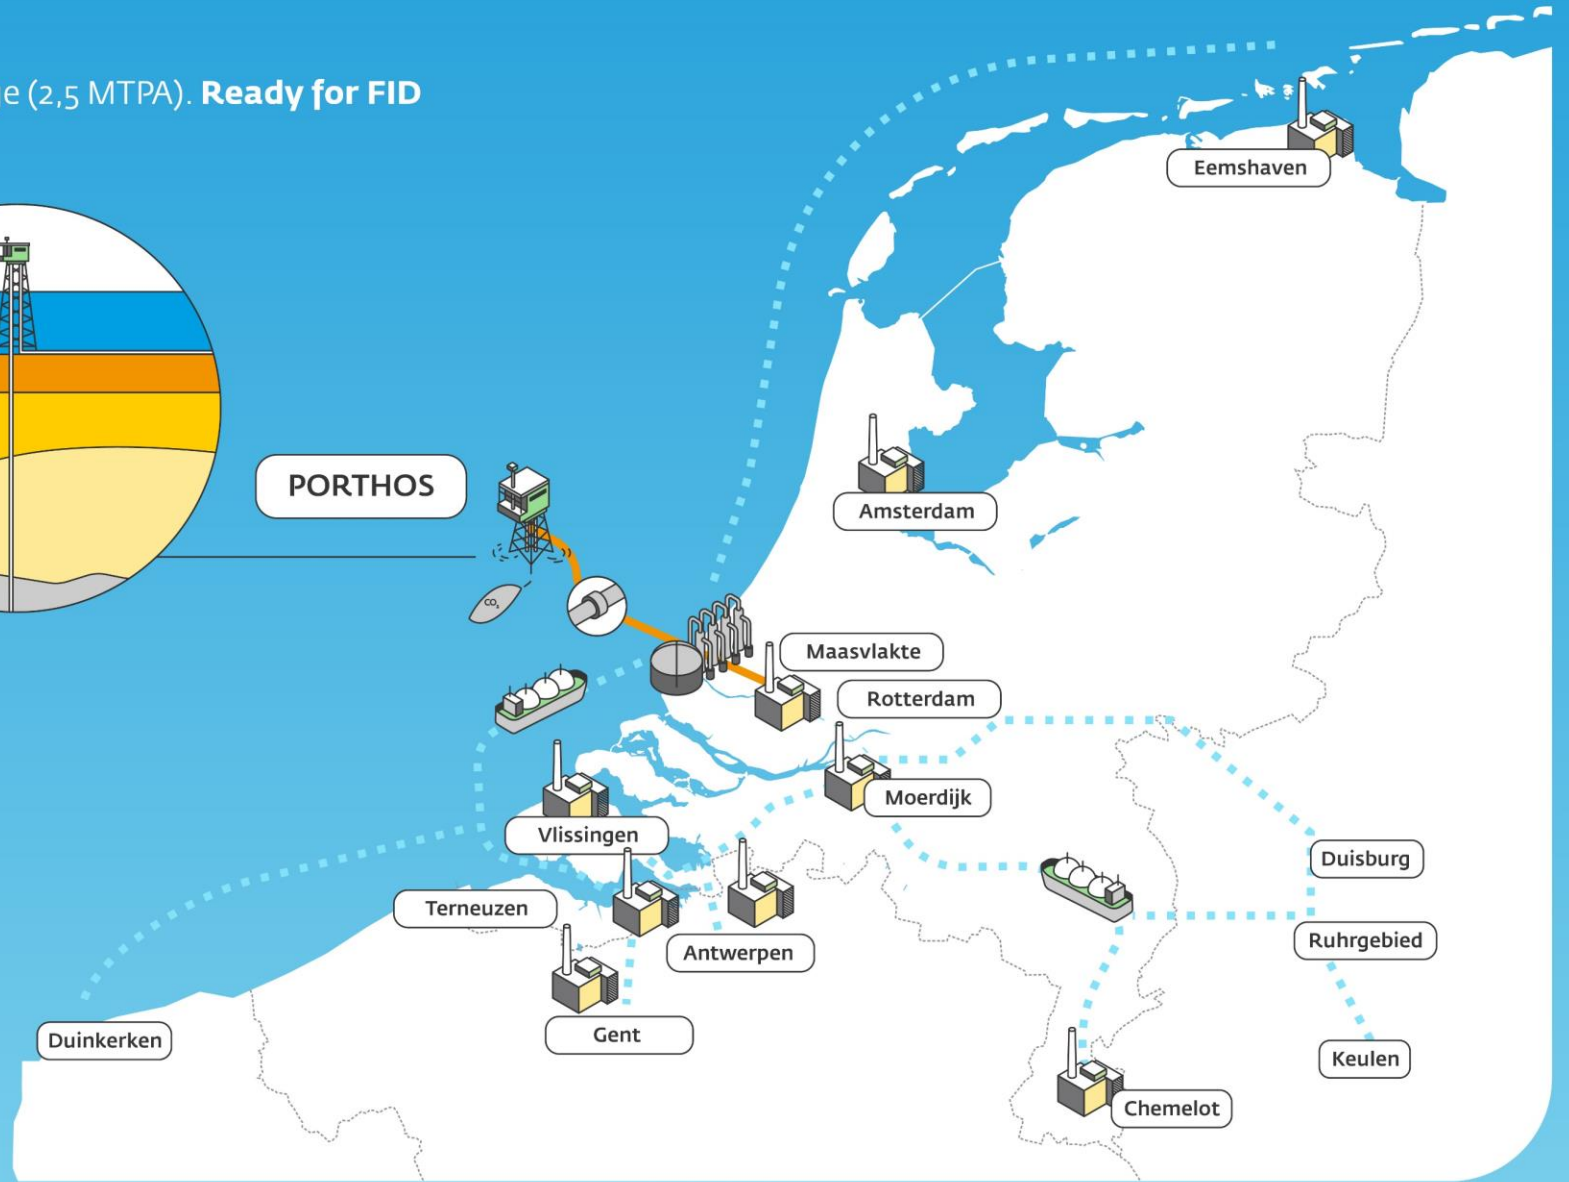 (2,5 MTPA). Ready for FID
Eemshaven
PORTHOS
Amsterdam
CO₂
Maasvlakte
Rotterdam
Moerdijk
Vlissingen
Duisburg
Terneuzen
Antwerpen
Ruhrgebied
Gent
Duinkerken
Keulen
Chemelot